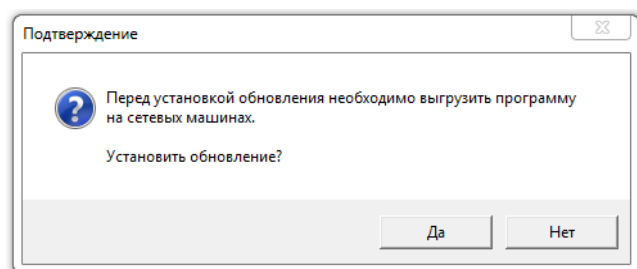 Подтверждение
Перед установкой обновления необходимо выгрузить программу
на сетевых машинах.
Установить обновление?
Да
Нет